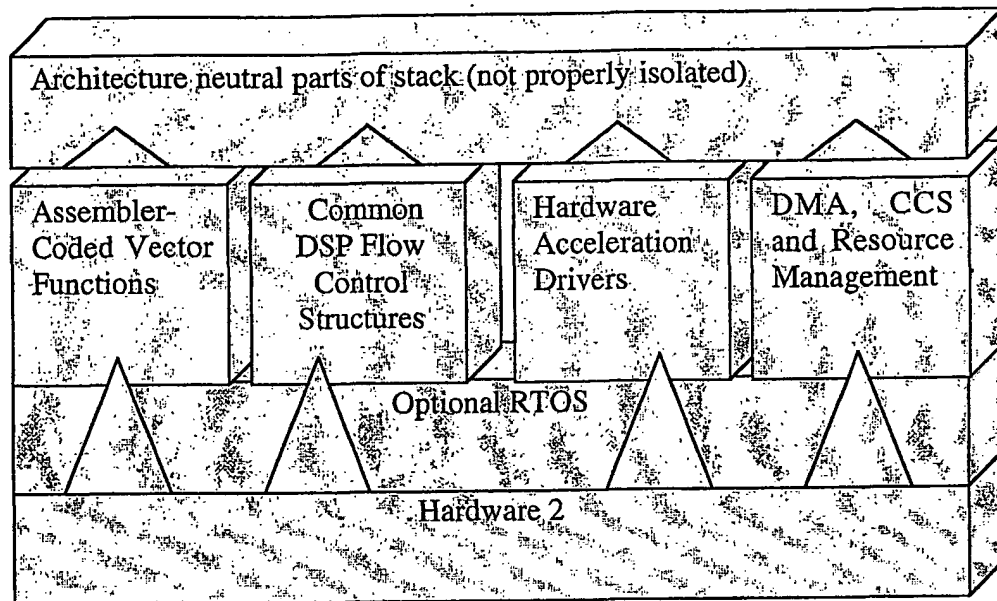 Architecture neutral parts of stack (not properly isolated)
Assembler-
Coded Vector
Functions
Common
DSP Flow
Control
Structures
Hardware
Acceleration
Drivers
DMA, CCS
and Resource
Management
Optional RTOS
Hardware 2